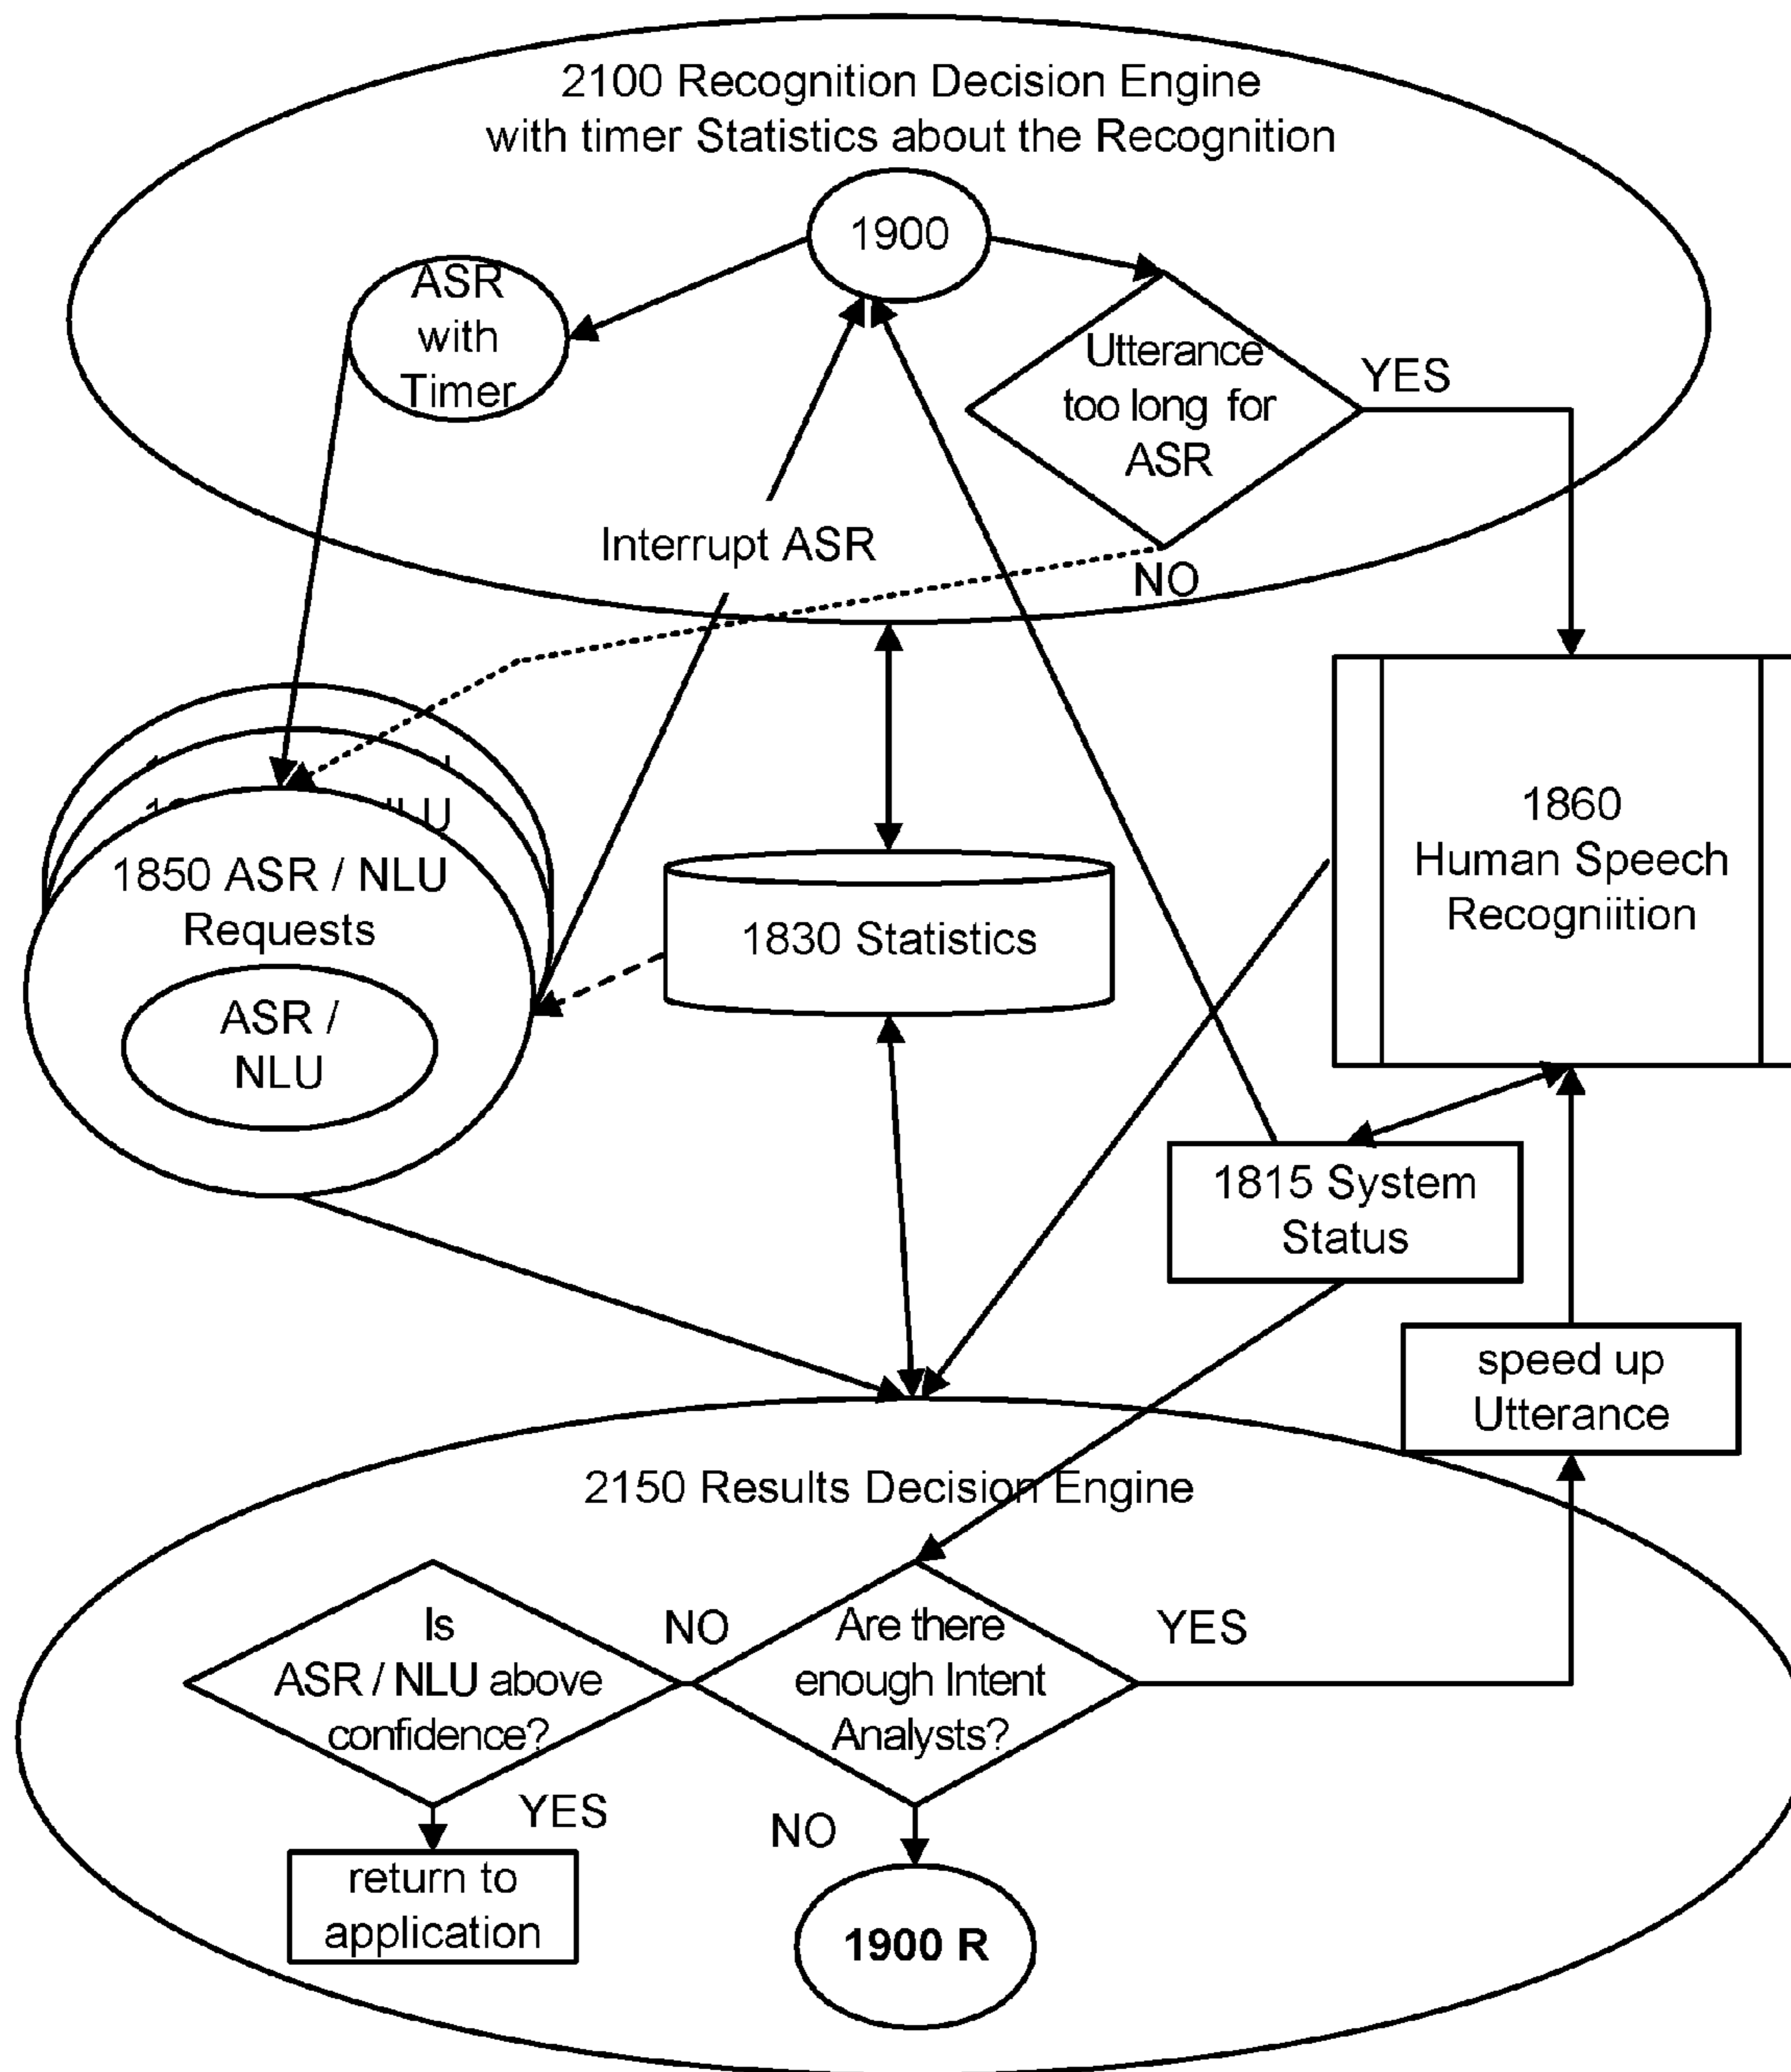 2100 Recognition Decision Engine
with timer Statistics about the Recognition
1900
ASR
with
Timer
Utterance
too long for
ASR
YES
Interrupt ASR
NO
1850 ASR / NLU
Requests
ASR /
NLU
1830 Statistics
1860
Human Speech
Recogniition
1815 System
Status
speed up
Utterance
2150 Results Decision Engine
Is
ASR / NLU above
confidence?
NO
Are there
enough Intent
Analysts?
YES
YES
NO
return to
application
1900 R